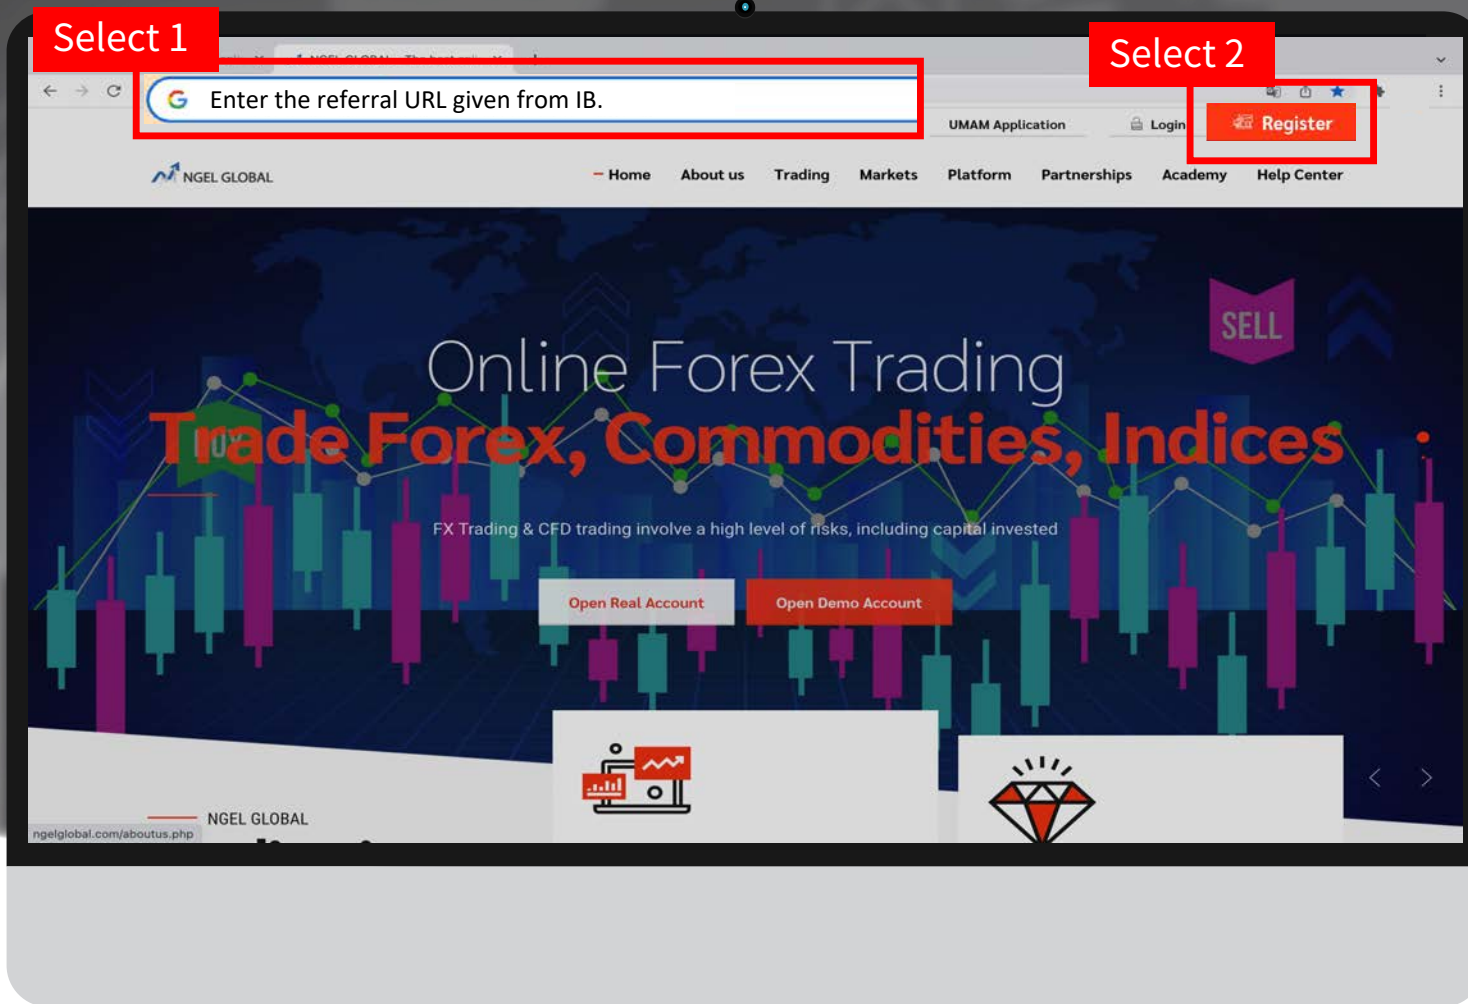 Select 1
Select 2
Enter the referral URL given from IB.
UMAM Application
Login
Register
NGEL GLOBAL
Home
About us
Trading
Markets
Platform
Partnerships
Academy
Help Center
SELL
Online Forex Trading
BUY
Trade Forex, Commodities, Indices
FX Trading & CFD trading involve a high level of risks, including capital invested
Open Real Account
Open Demo Account
NGEL GLOBAL
ngelglobal.com/aboutus.php